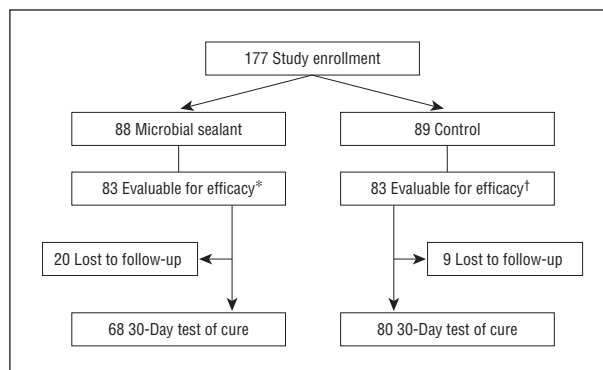 177 Study enrollment
88 Microbial sealant
89 Control
83 Evaluable for efficacy*
83 Evaluable for efficacy†
20 Lost to follow-up
9 Lost to follow-up
68 30-Day test of cure
80 30-Day test of cure